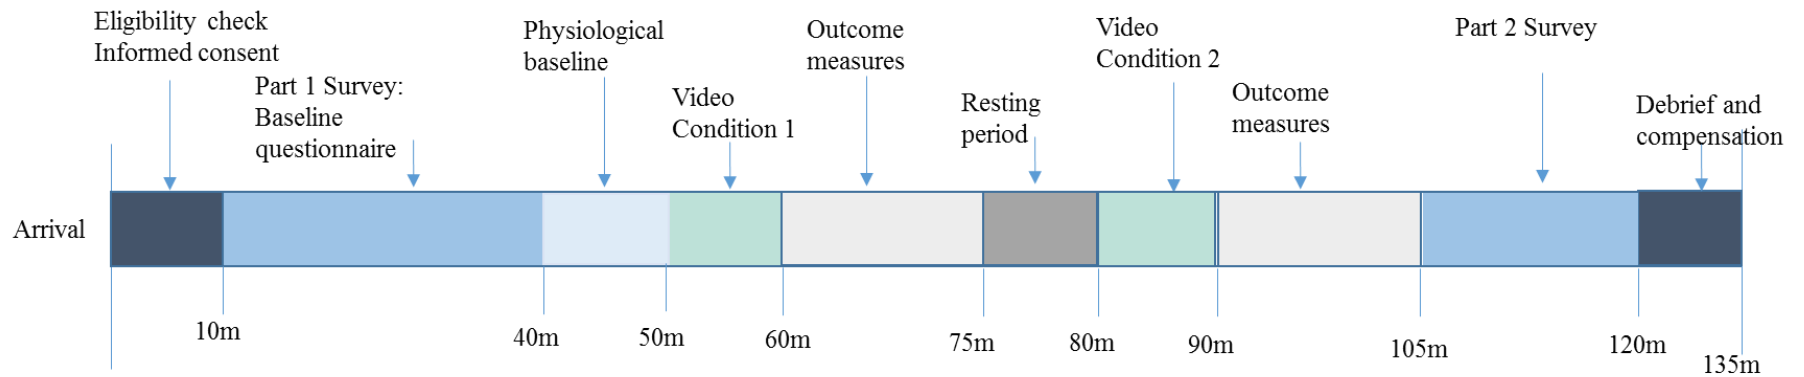 Eligibility check
Informed consent
Part 1 Survey:
Baseline
questionnaire
Physiological
baseline
Video
Condition 1
Outcome
measures
Resting
period
Video
Condition 2
Outcome
measures
Part 2 Survey
Debrief and
compensation
Arrival
10m
40m
50m
60m
75m
80m
90m
105m
120m
135m